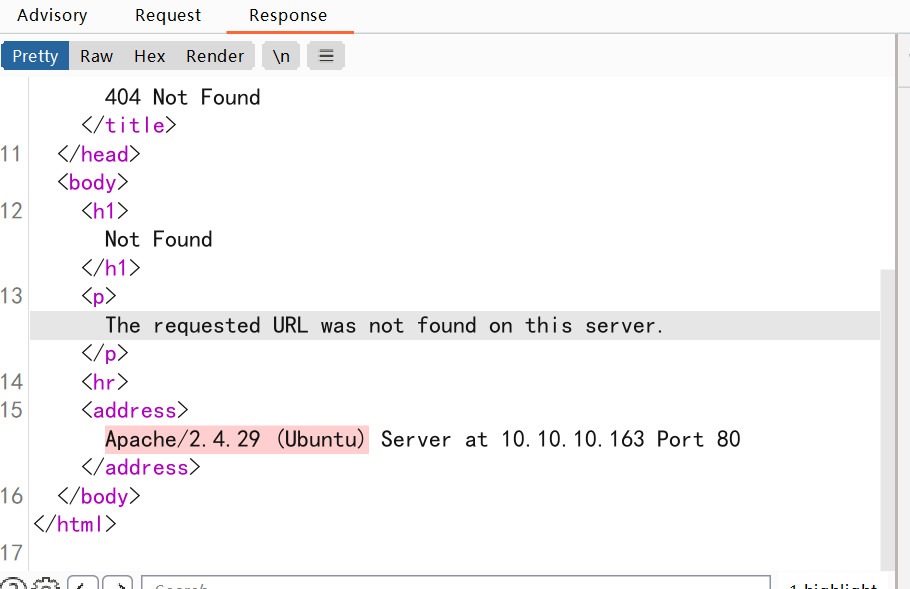 Advisory Request Response
Pretty Raw Hex Render \n
404 Not Found
</title>
11 </head>
<body>
12 <h1>
Not Found
</h1>
13 <p>
The requested URL was not found on this server.
</p>
14 <hr>
15 <address>
Apache/2.4.29 (Ubuntu) Server at 10.10.10.163 Port 80
</address>
16 </body>
</html>
17
Search 1 highlight